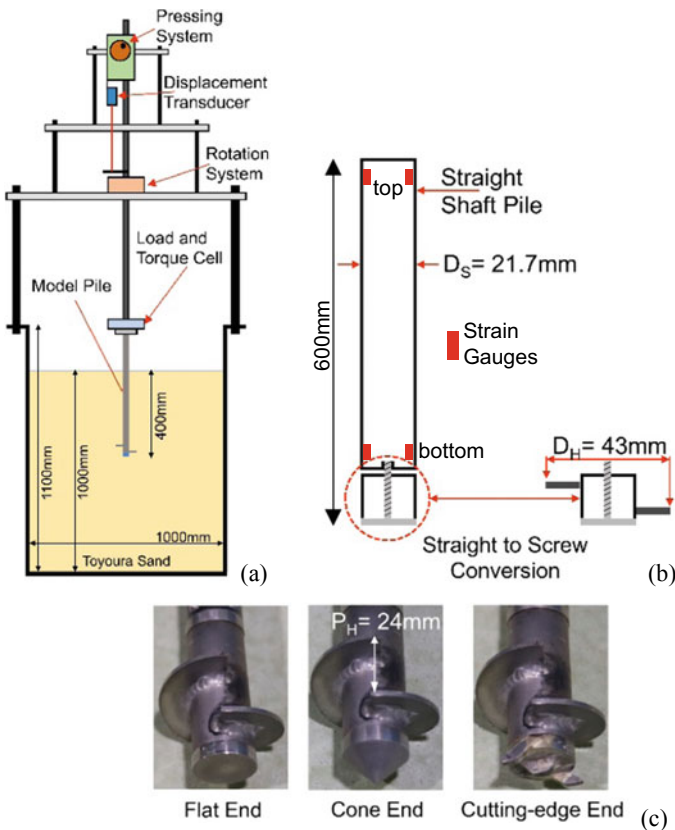 Pressing
System
Displacement
Transducer
Rotation
System
Load and
Torque Cell
Model Pile
400mm
1100mm
1000mm
1000mm
Toyoura Sand
(a)
top
Straight
Shaft Pile
D_S= 21.7mm
600mm
Strain
Gauges
bottom
D_H= 43mm
Straight to Screw
Conversion
(b)
P_H= 24mm
Flat End
Cone End
Cutting-edge End
(c)